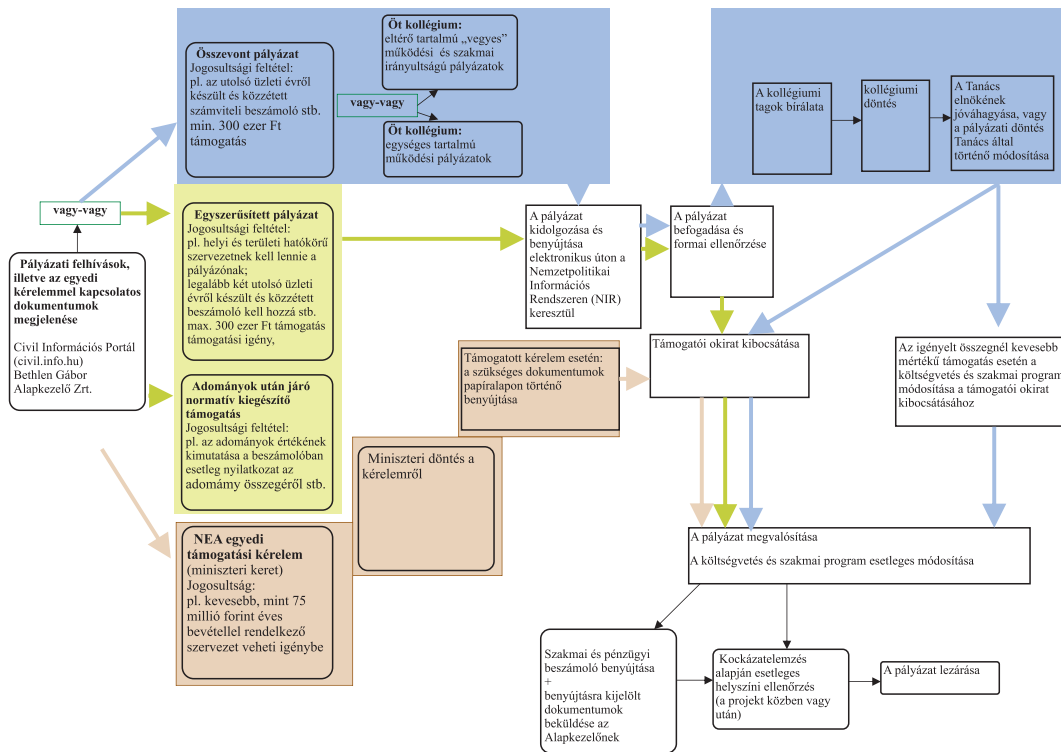 Összevont pályázat
Jogosultsági feltétel:
pl. az utolsó üzleti évről
készült és közzétett
számviteli beszámoló stb.
min. 300 ezer Ft
támogatás
vagy-vagy
Öt kollégium:
eltérő tartalmú „vegyes”
működési és szakmai
irányultságú pályázatok
Öt kollégium:
egységes tartalmú
működési pályázatok
A kollégiumi
tagok bírálata
kollégiumi
döntés
A Tanács
elnökének
jóváhagyása, vagy
a pályázati döntés
Tanács által
történő módosítása
vagy-vagy
Pályázati felhívások,
illetve az egyedi
kérelemmel kapcsolatos
dokumentumok
megjelenése
Civil Információs Portál
(civil.info.hu)
Bethlen Gábor
Alapkezelő Zrt.
Egyszerűsített pályázat
Jogosultsági feltétel:
pl. helyi és területi hatókörű
szervezetnek kell lennie a
pályázónak;
legalább két utolsó üzleti
évről készült és közzétett
beszámoló kell hozzá stb.
max. 300 ezer Ft támogatás
támogatási igény,
Adományok után járó
normatív kiegészítő
támogatás
Jogosultsági feltétel:
pl. az adományok értékének
kimutatása a beszámolóban
esetleg nyilatkozat az
adomámy összegéről stb.
NEA egyedi
támogatási kérelem
(miniszteri keret)
Jogosultság:
pl. kevesebb, mint 75
millió forint éves
bevétellel rendelkező
szervezet veheti igénybe
Miniszteri döntés a
kérelemről
Támogatott kérelem esetén:
a szükséges dokumentumok
papíralapon történő
benyújtása
A pályázat
kidolgozása és
benyújtása
elektronikus úton a
Nemzetpolitikai
Információs
Rendszeren (NIR)
keresztül
A pályázat
befogadása és
formai ellenőrzése
Támogatói okirat kibocsátása
Az igényelt összegnél kevesebb
mértékű támogatás esetén a
költségvetés és szakmai program
módosítása a támogatói okirat
kibocsátásához
A pályázat megvalósítása
A költségvetés és szakmai program esetleges módosítása
Szakmai és pénzügyi
beszámoló benyújtása
+
benyújtásra kijelölt
dokumentumok
beküldése az
Alapkezelőnek
Kockázatelemzés
alapján esetleges
helyszíni ellenőrzés
(a projekt közben vagy
után)
A pályázat lezárása